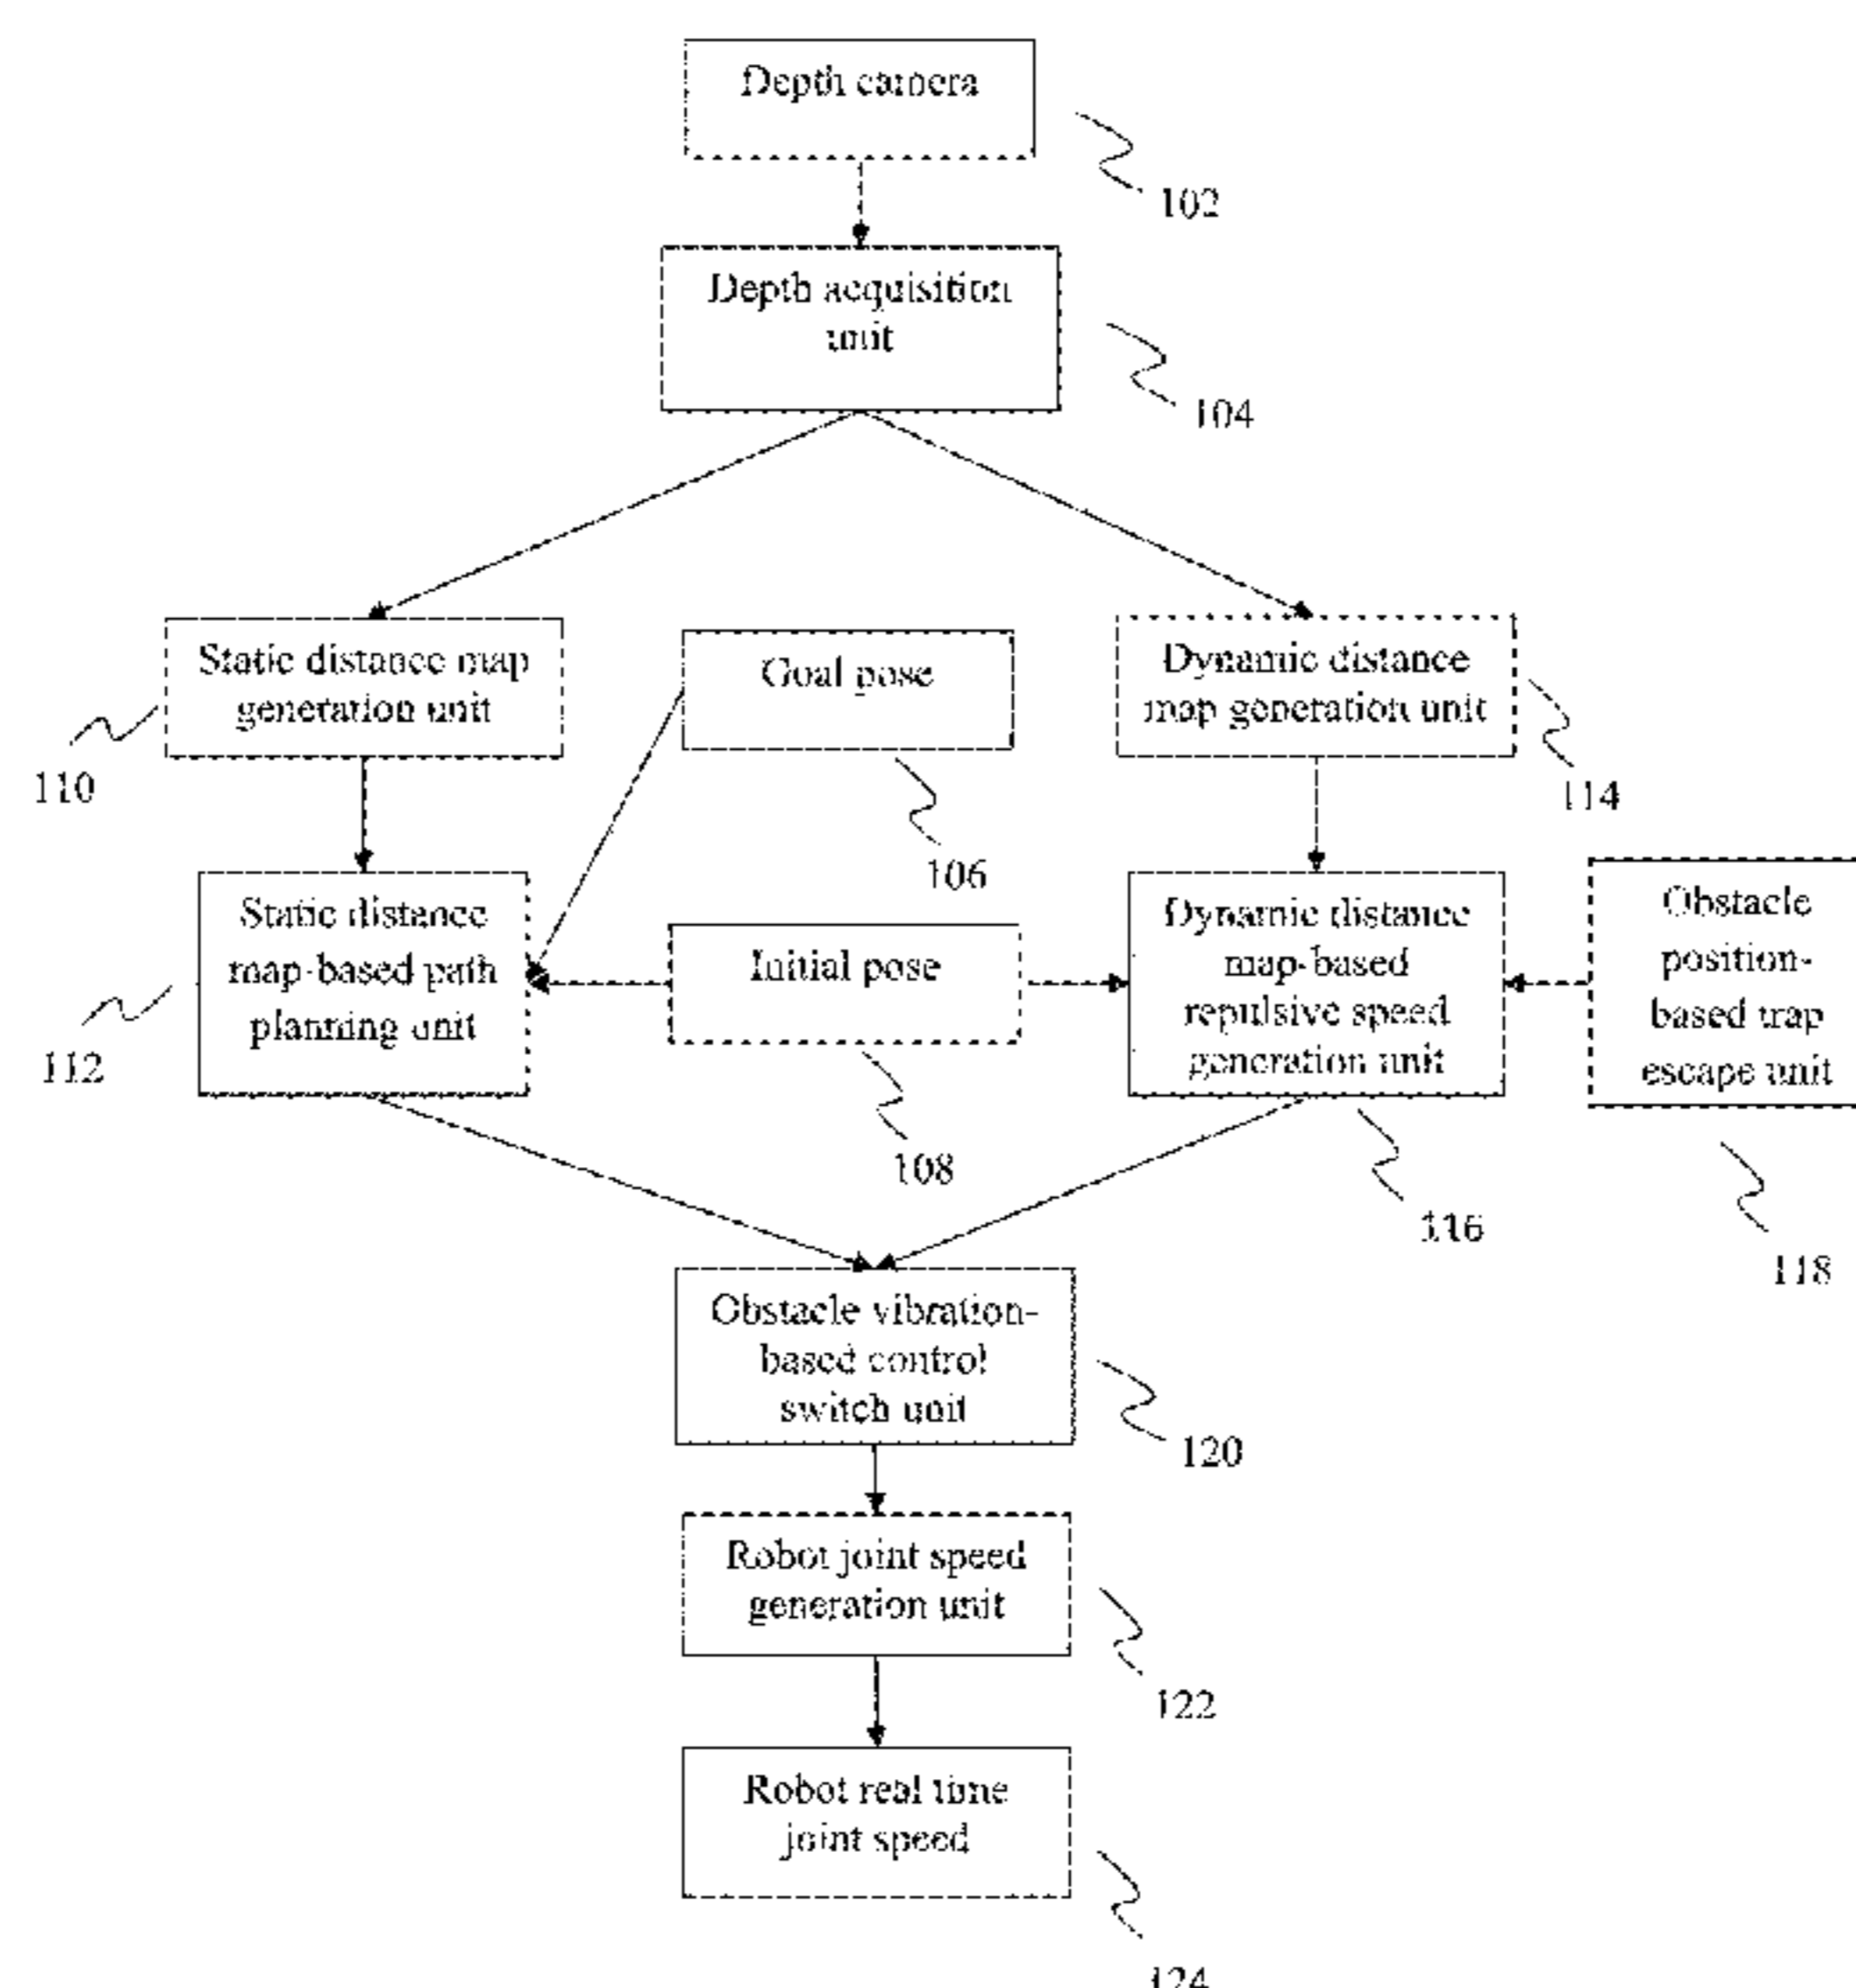 Depth camera
102
Depth acquisition
unit
104
Static distance map
generation unit
110
Goal pose
106
Dynamic distance
map generation unit
114
Static distance
map-based path
planning unit
112
Initial pose
108
Dynamic distance
map-based
repulsive speed
generation unit
116
Obstacle
position-
based trap
escape unit
118
Obstacle vibration-
based control
switch unit
120
Robot joint speed
generation unit
122
Robot real time
joint speed
124